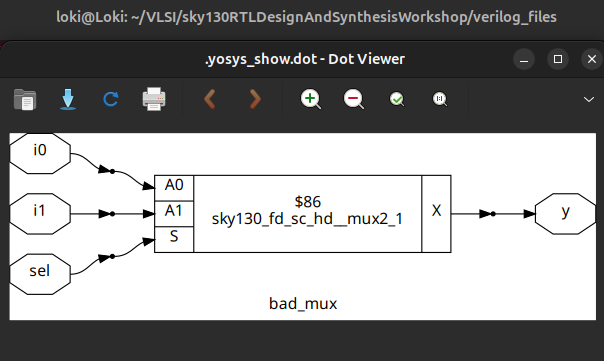 loki@Loki: ~/VLSI/sky130RTLDesignAndSynthesisWorkshop/verilog_files
.yosys_show.dot - Dot Viewer
i0
i1
sel
A0
A1
S
$86
sky130_fd_sc_hd__mux2_1
X
y
bad_mux